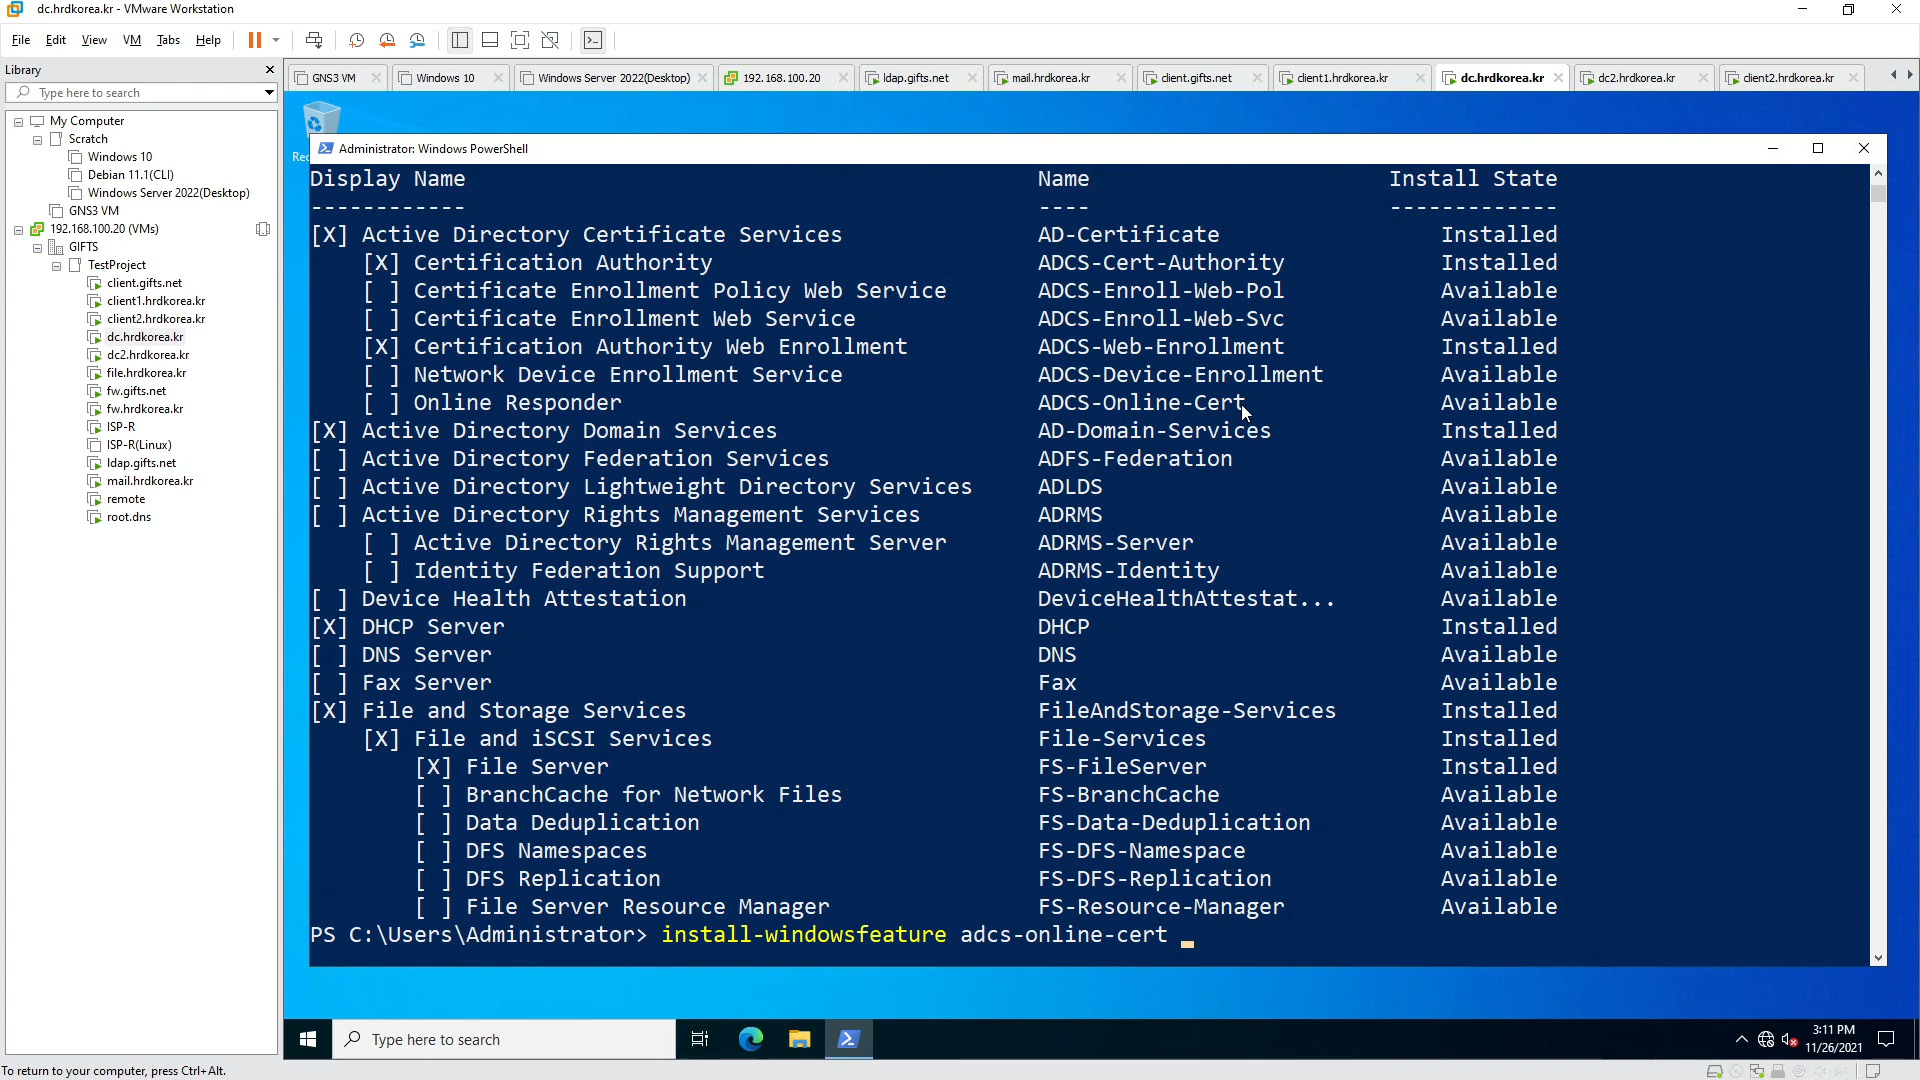 dc.hrdkorea.kr - VMware Workstation
File Edit View VM Tabs Help
Library
Type here to search
My Computer
Scratch
Windows 10
Debian 11.1(CLI)
Windows Server 2022(Desktop)
GNS3 VM
192.168.100.20 (VMs)
GIFTS
TestProject
client.gifts.net
client1.hrdkorea.kr
client2.hrdkorea.kr
dc.hrdkorea.kr
dc2.hrdkorea.kr
file.hrdkorea.kr
fw.gifts.net
fw.hrdkorea.kr
ISP-R
ISP-R(Linux)
ldap.gifts.net
mail.hrdkorea.kr
remote
root.dns
GNS3 VM Windows 10 Windows Server 2022(Desktop) 192.168.100.20 ldap.gifts.net mail.hrdkorea.kr client.gifts.net client1.hrdkorea.kr dc.hrdkorea.kr dc2.hrdkorea.kr client2.hrdkorea.kr
Administrator: Windows PowerShell
Display Name Name Install State
------------ ---- -------------
[X] Active Directory Certificate Services AD-Certificate Installed
[X] Certification Authority ADCS-Cert-Authority Installed
[ ] Certificate Enrollment Policy Web Service ADCS-Enroll-Web-Pol Available
[ ] Certificate Enrollment Web Service ADCS-Enroll-Web-Svc Available
[X] Certification Authority Web Enrollment ADCS-Web-Enrollment Installed
[ ] Network Device Enrollment Service ADCS-Device-Enrollment Available
[ ] Online Responder ADCS-Online-Cert Available
[X] Active Directory Domain Services AD-Domain-Services Installed
[ ] Active Directory Federation Services ADFS-Federation Available
[ ] Active Directory Lightweight Directory Services ADLDS Available
[ ] Active Directory Rights Management Services ADRMS Available
[ ] Active Directory Rights Management Server ADRMS-Server Available
[ ] Identity Federation Support ADRMS-Identity Available
[ ] Device Health Attestation DeviceHealthAttestat... Available
[X] DHCP Server DHCP Installed
[ ] DNS Server DNS Available
[ ] Fax Server Fax Available
[X] File and Storage Services FileAndStorage-Services Installed
[X] File and iSCSI Services File-Services Installed
[X] File Server FS-FileServer Installed
[ ] BranchCache for Network Files FS-BranchCache Available
[ ] Data Deduplication FS-Data-Deduplication Available
[ ] DFS Namespaces FS-DFS-Namespace Available
[ ] DFS Replication FS-DFS-Replication Available
[ ] File Server Resource Manager FS-Resource-Manager Available
PS C:\Users\Administrator> install-windowsfeature adcs-online-cert
Type here to search
3:11 PM
11/26/2021
To return to your computer, press Ctrl+Alt.